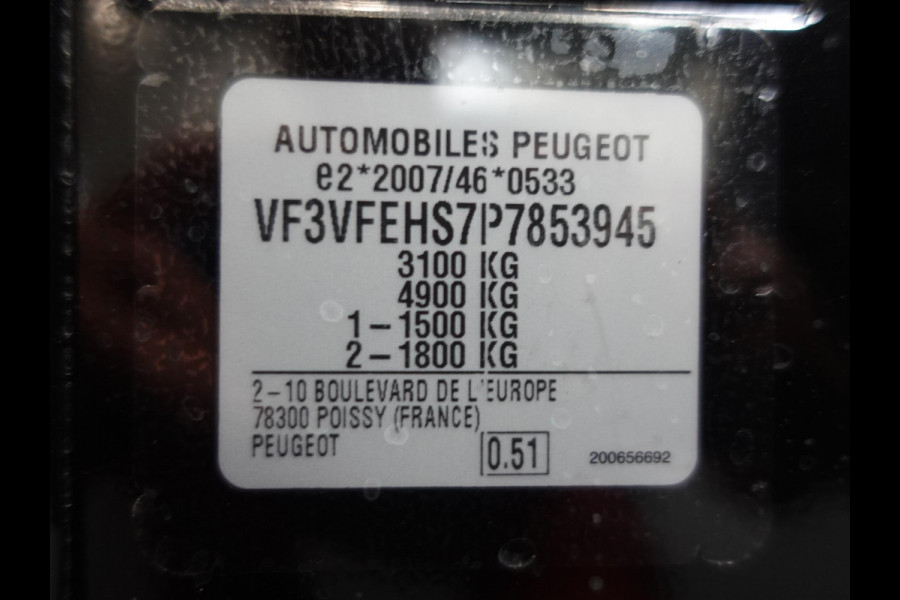 AUTOMOBILES PEUGEOT
e2*2007/46*0533
VF3VFEHS7P7853945
3100 KG
4900 KG
1-1500 KG
2-1800 KG
2-10 BOULEVARD DE L'EUROPE
78300 POISSY (FRANCE)
PEUGEOT
0.51
200656692